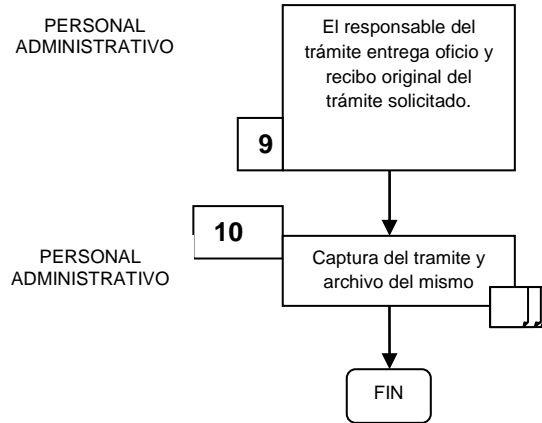 PERSONAL
ADMINISTRATIVO
El responsable del
trámite entrega oficio y
recibo original del
trámite solicitado.
9
10
PERSONAL
ADMINISTRATIVO
Captura del tramite y
archivo del mismo
FIN